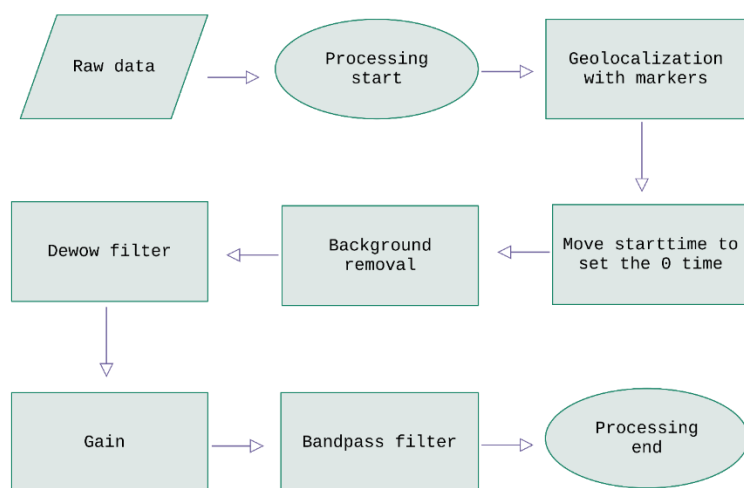 Raw data
Processing
start
Geolocalization
with markers
Move starttime to
set the 0 time
Background
removal
Dewow filter
Gain
Bandpass filter
Processing
end